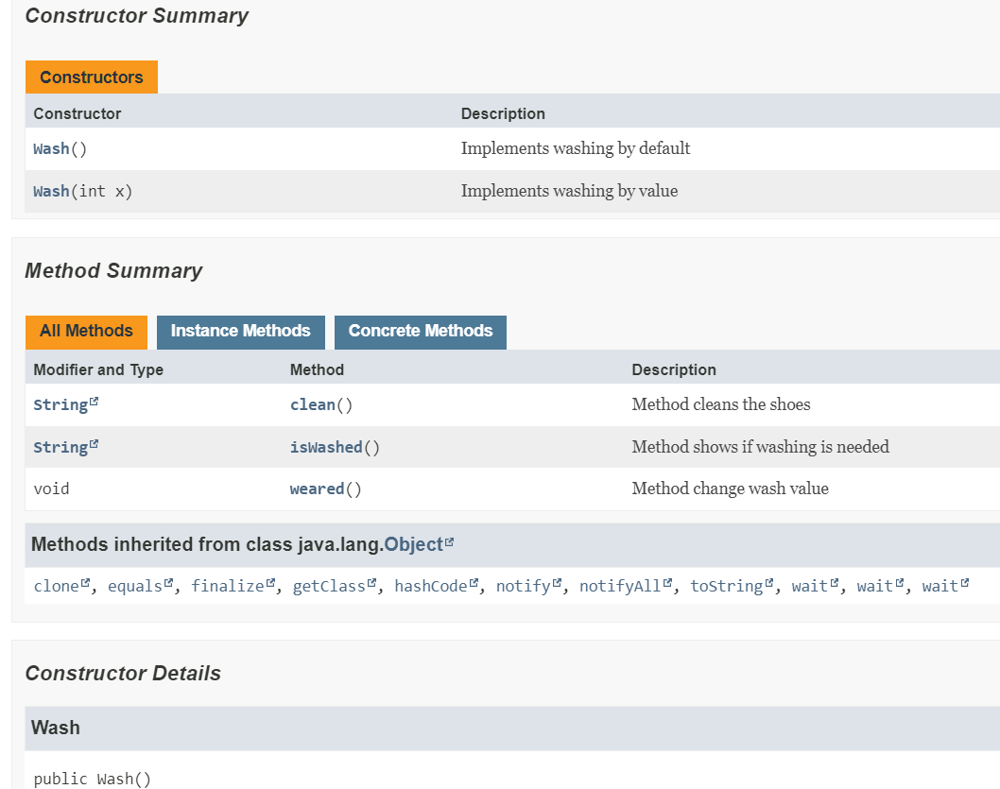 Constructor Summary
Constructors
Constructor Description
Wash() Implements washing by default
Wash(int x) Implements washing by value
Method Summary
All Methods Instance Methods Concrete Methods
Modifier and Type Method Description
String clean() Method cleans the shoes
String isWashed() Method shows if washing is needed
void weared() Method change wash value
Methods inherited from class java.lang.Object
clone, equals, finalize, getClass, hashCode, notify, notifyAll, toString, wait, wait, wait
Constructor Details
Wash
public Wash()